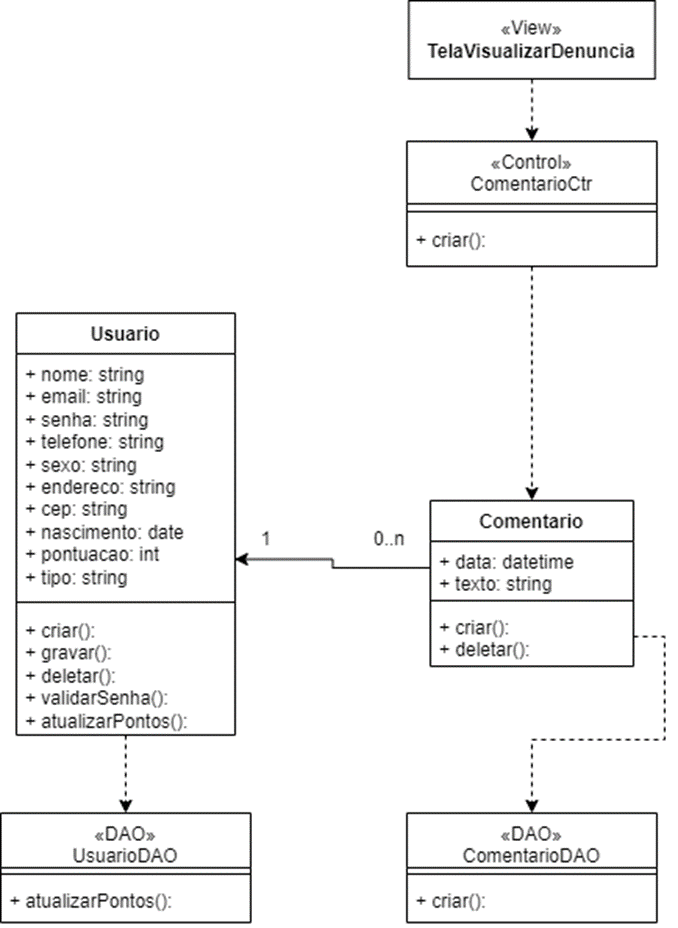 «View»
TelaVisualizarDenuncia
«Control»
ComentarioCtr
+ criar():
Usuario
+ nome: string
+ email: string
+ senha: string
+ telefone: string
+ sexo: string
+ endereco: string
+ cep: string
+ nascimento: date
+ pontuacao: int
+ tipo: string
+ criar():
+ gravar():
+ deletar():
+ validarSenha():
+ atualizarPontos():
1
0..n
Comentario
+ data: datetime
+ texto: string
+ criar():
+ deletar():
«DAO»
UsuarioDAO
+ atualizarPontos():
«DAO»
ComentarioDAO
+ criar():